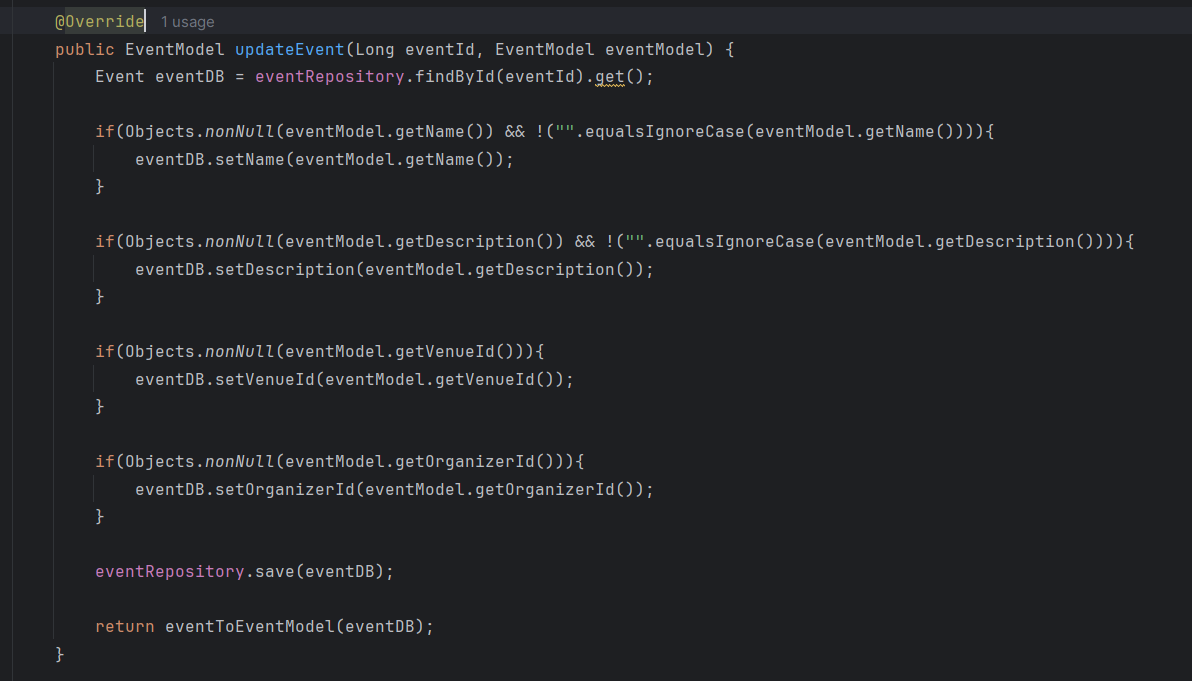 @Override 1 usage
public EventModel updateEvent(Long eventId, EventModel eventModel) {
Event eventDB = eventRepository.findById(eventId).get();
if(Objects.nonNull(eventModel.getName()) && !("".equalsIgnoreCase(eventModel.getName()))){
eventDB.setName(eventModel.getName());
}
if(Objects.nonNull(eventModel.getDescription()) && !("".equalsIgnoreCase(eventModel.getDescription()))){
eventDB.setDescription(eventModel.getDescription());
}
if(Objects.nonNull(eventModel.getVenueId())){
eventDB.setVenueId(eventModel.getVenueId());
}
if(Objects.nonNull(eventModel.getOrganizerId())){
eventDB.setOrganizerId(eventModel.getOrganizerId());
}
eventRepository.save(eventDB);
return eventToEventModel(eventDB);
}